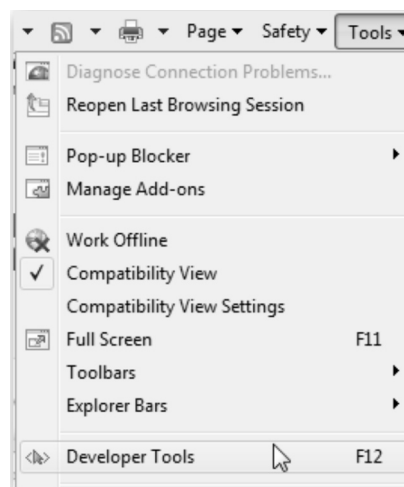 Page Safety Tools
Diagnose Connection Problems...
Reopen Last Browsing Session
Pop-up Blocker
Manage Add-ons
Work Offline
Compatibility View
Compatibility View Settings
Full Screen F11
Toolbars
Explorer Bars
Developer Tools F12